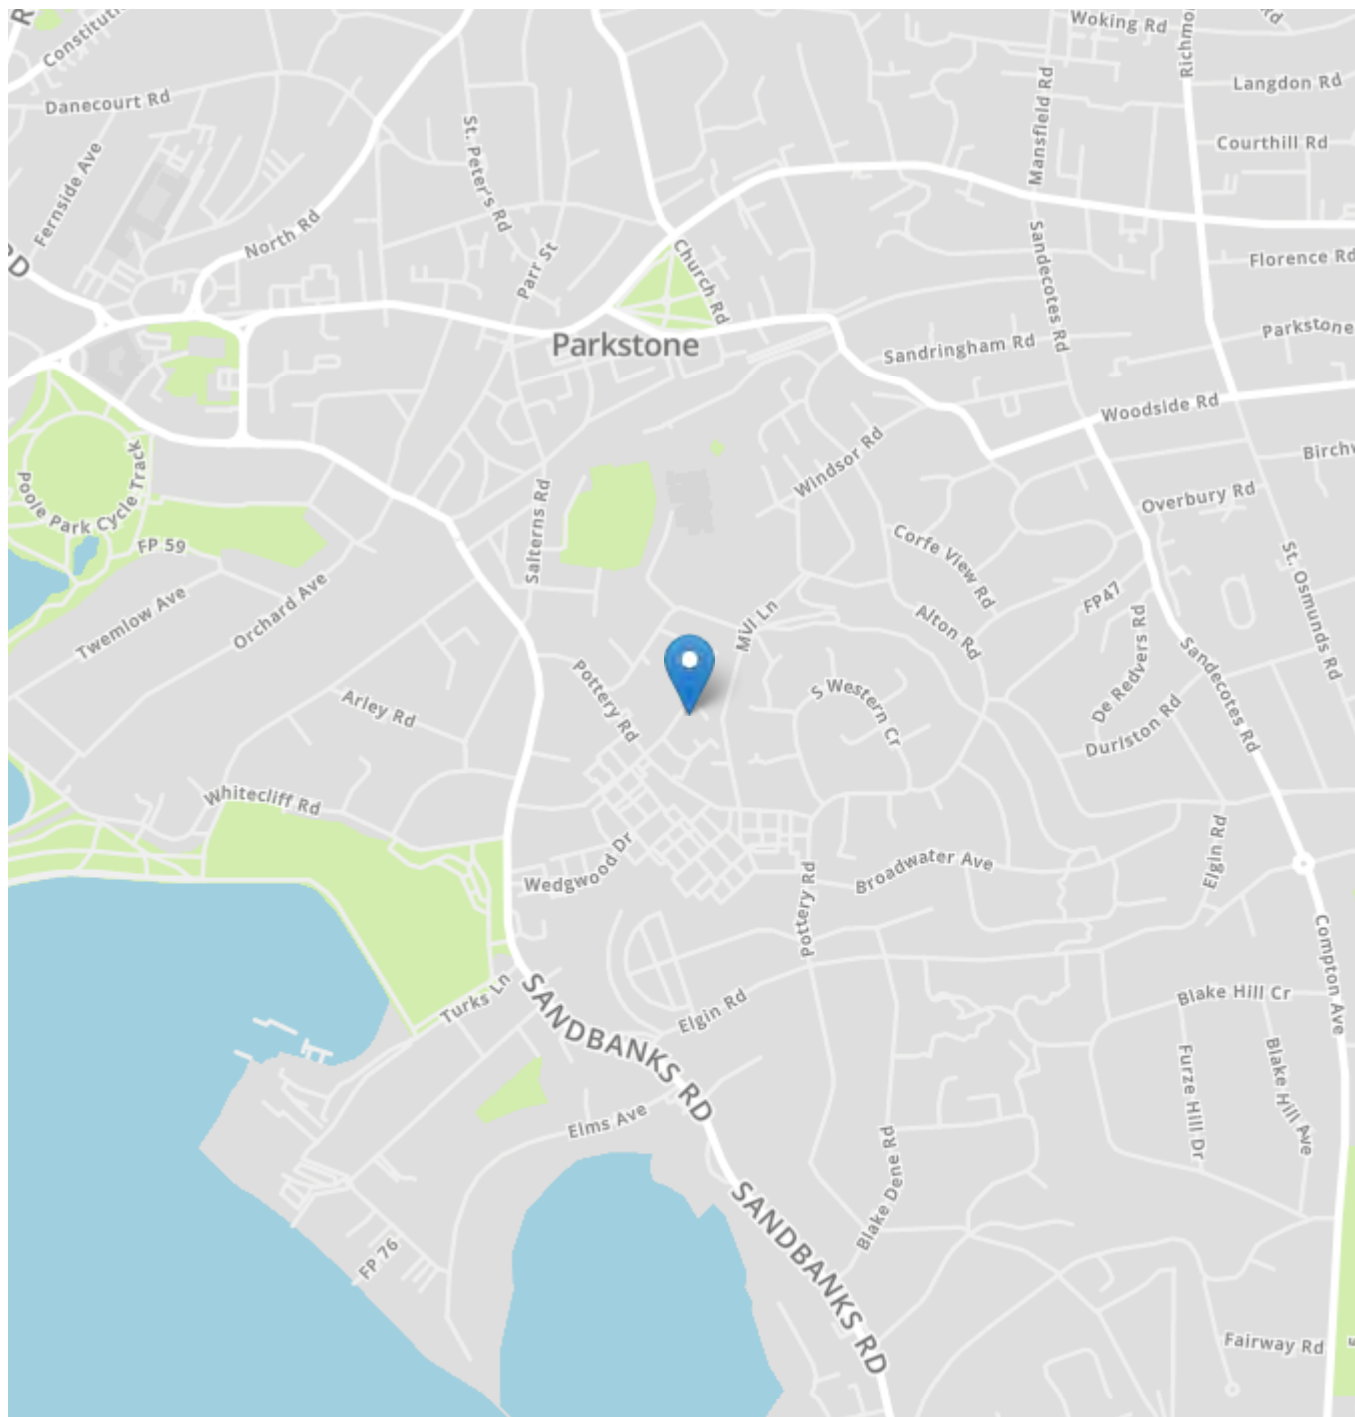 Constituti
Woking Rd
Richmo
Rd
Danecourt Rd
Langdon Rd
Mansfield Rd
Courthill Rd
Fernside Ave
St. Peter's Rd
North Rd
Parr St
Church Rd
Sandecotes Rd
Florence Rd
RD
Parkstone
Sandringham Rd
Parkstone
Woodside Rd
Windsor Rd
Birchw
Poole Park Cycle Track
Salterns Rd
Overbury Rd
FP 59
Corfe View Rd
St. Osmunds Rd
Twemlow Ave
Orchard Ave
Mill Ln
Alton Rd
FP47
De Redvers Rd
Sandecotes Rd
Pottery Rd
Arley Rd
S Western Cr
Durlston Rd
Whitecliff Rd
Wedgwood Dr
Pottery Rd
Broadwater Ave
Elgin Rd
Compton Ave
Turks Ln
SANDBANKS RD
Elgin Rd
Blake Hill Cr
Furze Hill Dr
Blake Hill Ave
Elms Ave
Blake Dene Rd
SANDBANKS RD
FP 76
Fairway Rd